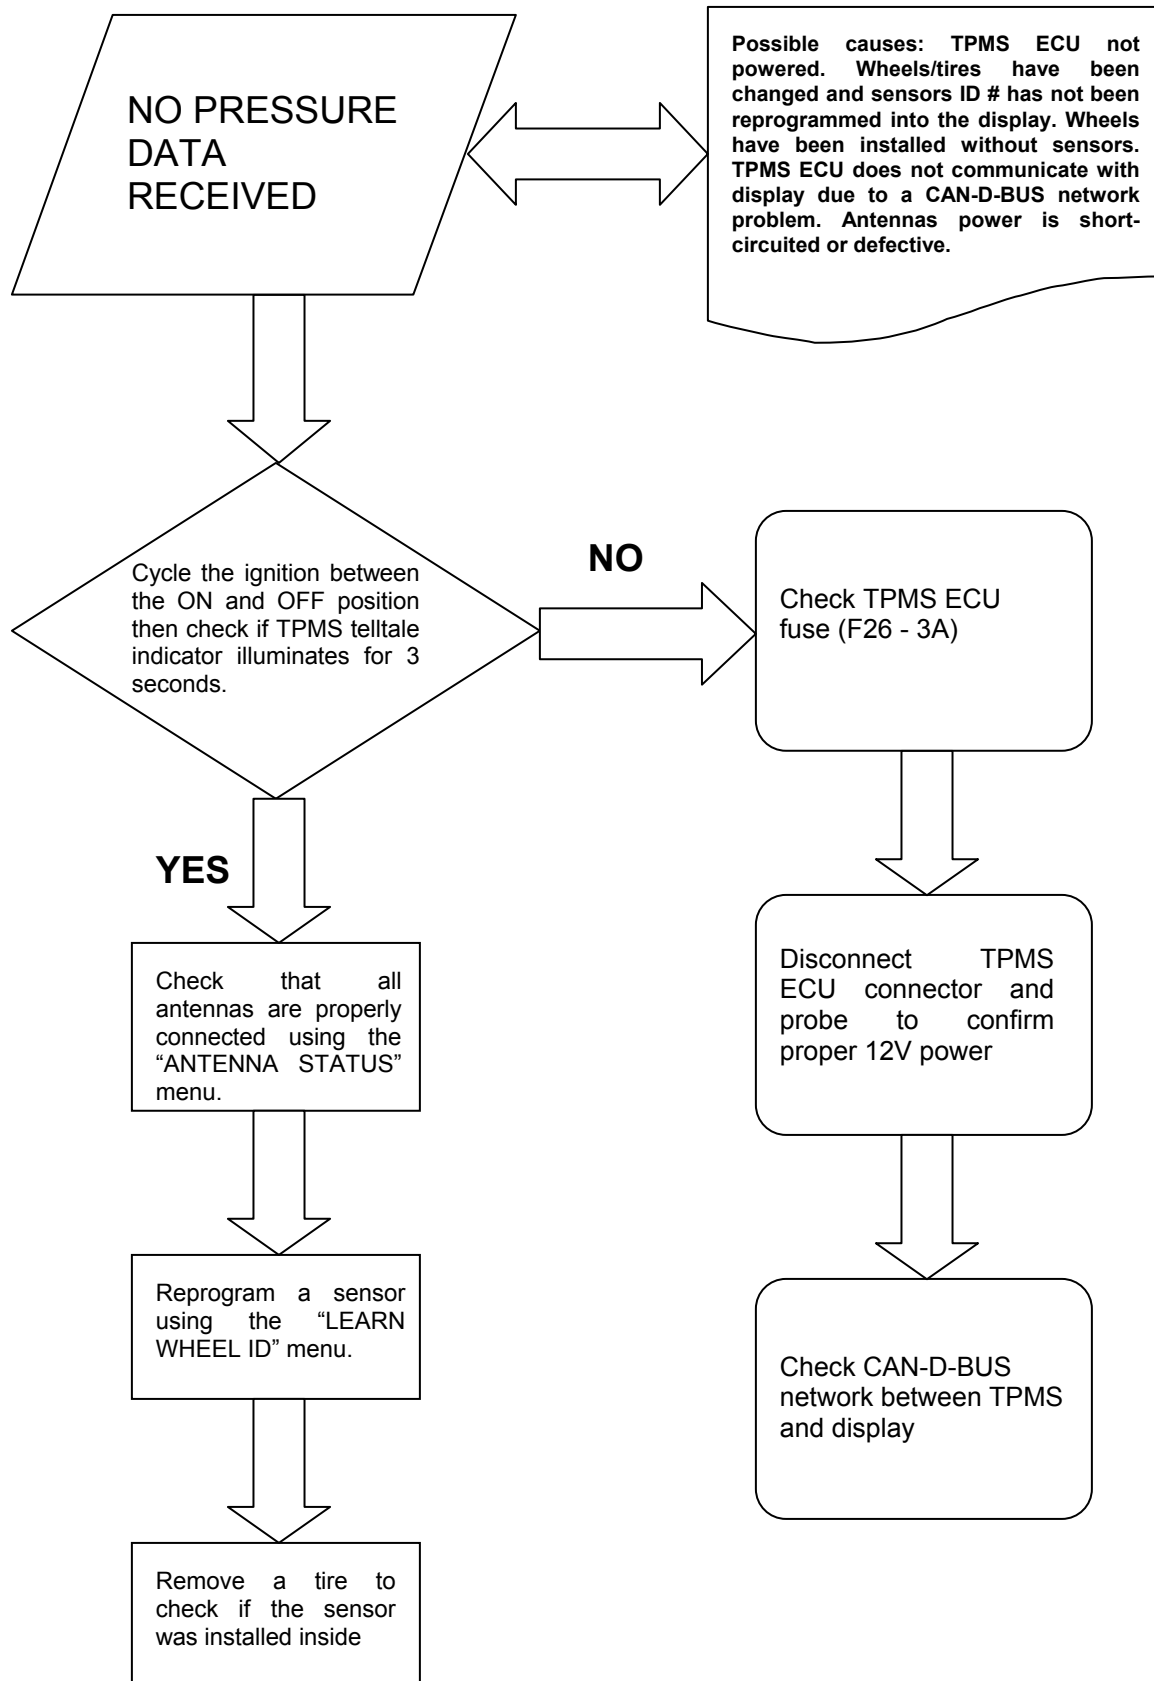 NO PRESSURE
DATA
RECEIVED
Possible causes: TPMS ECU not
powered. Wheels/tires have been
changed and sensors ID # has not been
reprogrammed into the display. Wheels
have been installed without sensors.
TPMS ECU does not communicate with
display due to a CAN-D-BUS network
problem. Antennas power is short-
circuited or defective.
Cycle the ignition between
the ON and OFF position
then check if TPMS telltale
indicator illuminates for 3
seconds.
NO
Check TPMS ECU
fuse (F26 - 3A)
YES
Check that all
antennas are properly
connected using the
“ANTENNA STATUS”
menu.
Disconnect TPMS
ECU connector and
probe to confirm
proper 12V power
Reprogram a sensor
using the “LEARN
WHEEL ID” menu.
Check CAN-D-BUS
network between TPMS
and display
Remove a tire to
check if the sensor
was installed inside